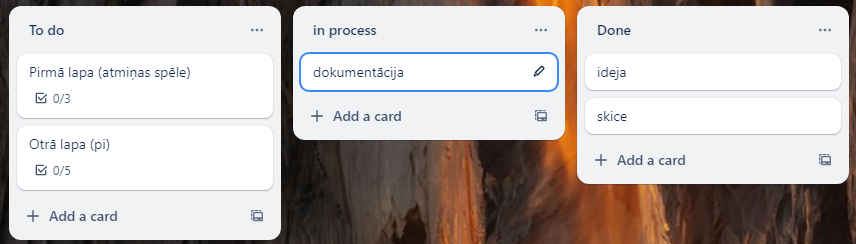 To do
Pirmā lapa (atmiņas spēle)
0/3
Otrā lapa (pi)
0/5
Add a card
in process
dokumentācija
Add a card
Done
ideja
skice
Add a card